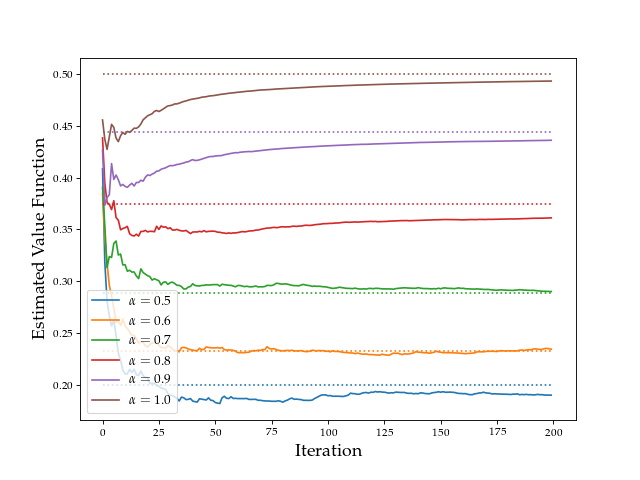 0.50
0.45
0.40
0.35
0.30
0.25
0.20
Estimated Value Function
α = 0.5
α = 0.6
α = 0.7
α = 0.8
α = 0.9
α = 1.0
0 25 50 75 100 125 150 175 200
Iteration